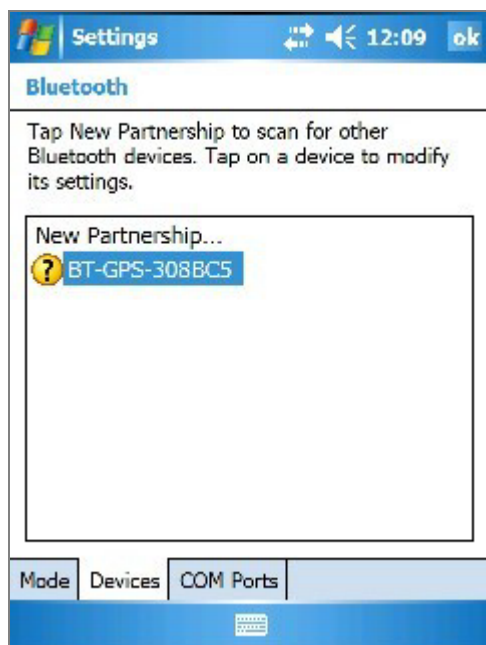 Settings 12:09 ok
Bluetooth
Tap New Partnership to scan for other
Bluetooth devices. Tap on a device to modify
its settings.
New Partnership...
? BT-GPS-308BC5
Mode Devices COM Ports